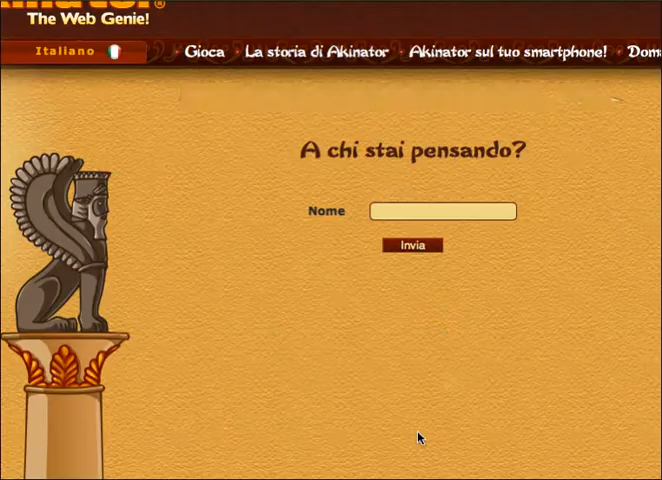 The Web Genie!
Italiano
Gioca · La storia di Akinator · Akinator sul tuo smartphone!
A chi stai pensando?
Nome
Invia